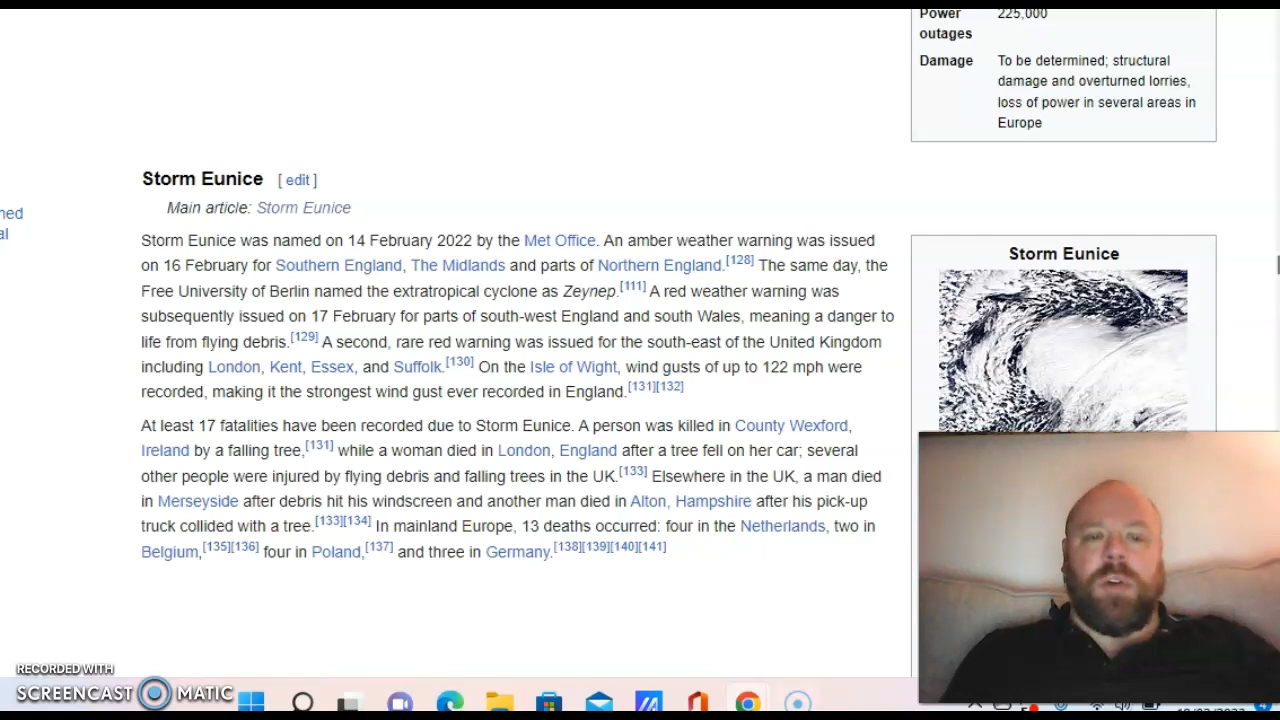 Power 225,000
outages
Damage To be determined; structural
damage and overturned lorries,
loss of power in several areas in
Europe
Storm Eunice [ edit ]
Main article: Storm Eunice
ned
al
Storm Eunice was named on 14 February 2022 by the Met Office. An amber weather warning was issued
on 16 February for Southern England, The Midlands and parts of Northern England.[128] The same day, the
Free University of Berlin named the extratropical cyclone as Zeynep.[111] A red weather warning was
subsequently issued on 17 February for parts of south-west England and south Wales, meaning a danger to
life from flying debris.[129] A second, rare red warning was issued for the south-east of the United Kingdom
including London, Kent, Essex, and Suffolk.[130] On the Isle of Wight, wind gusts of up to 122 mph were
recorded, making it the strongest wind gust ever recorded in England.[131][132]
At least 17 fatalities have been recorded due to Storm Eunice. A person was killed in County Wexford,
Ireland by a falling tree,[131] while a woman died in London, England after a tree fell on her car; several
other people were injured by flying debris and falling trees in the UK.[133] Elsewhere in the UK, a man died
in Merseyside after debris hit his windscreen and another man died in Alton, Hampshire after his pick-up
truck collided with a tree.[133][134] In mainland Europe, 13 deaths occurred: four in the Netherlands, two in
Belgium,[135][136] four in Poland,[137] and three in Germany.[138][139][140][141]
Storm Eunice
RECORDED WITH
SCREENCAST MATIC